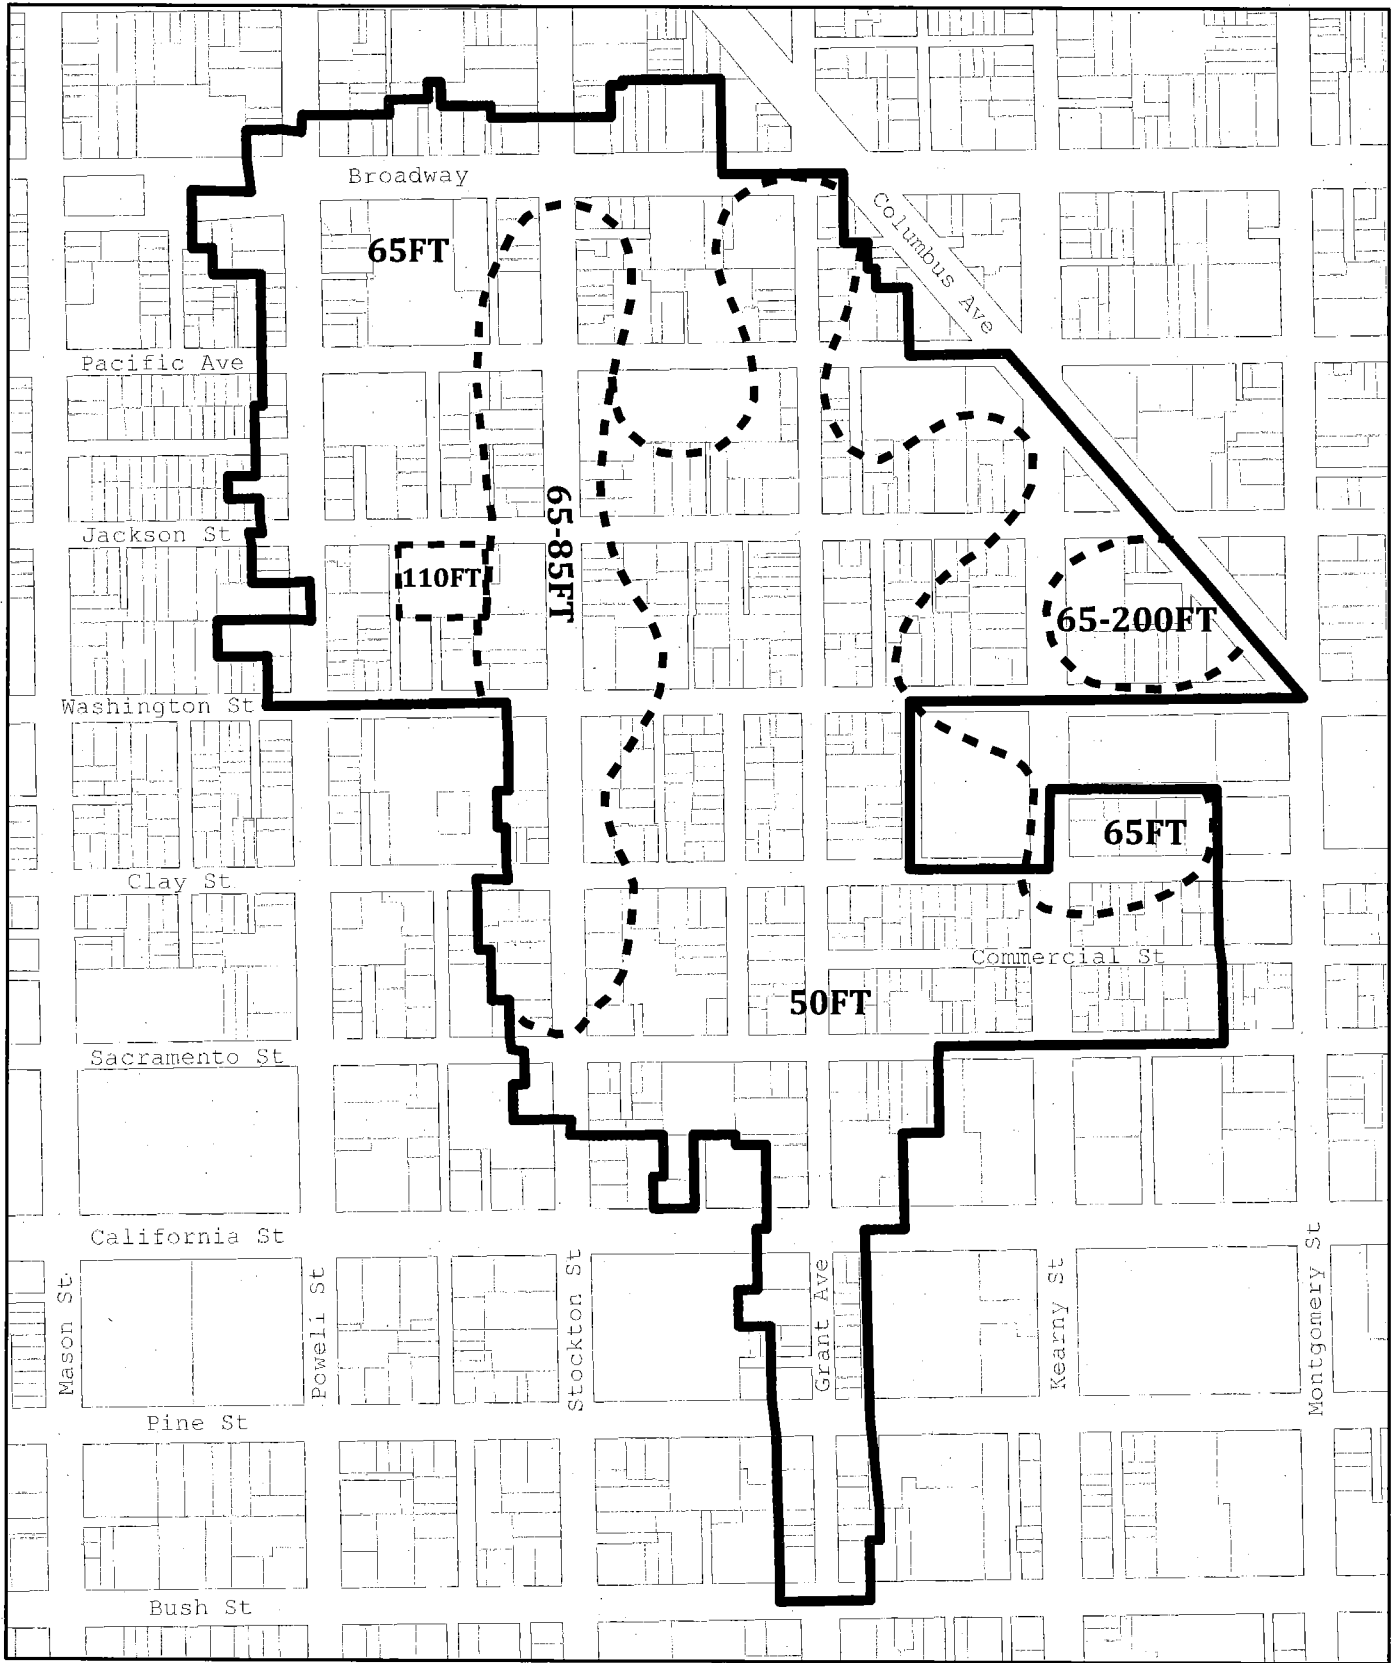 Broadway
Columbus Ave
65FT
Pacific Ave
65-85FT
Jackson St
110FT
65-200FT
Washington St
65FT
Clay St
Commercial St
50FT
Sacramento St
California St
Mason St
Powell St
Stockton St
Grant Ave
Kearny St
Montgomery St
Pine St
Bush St